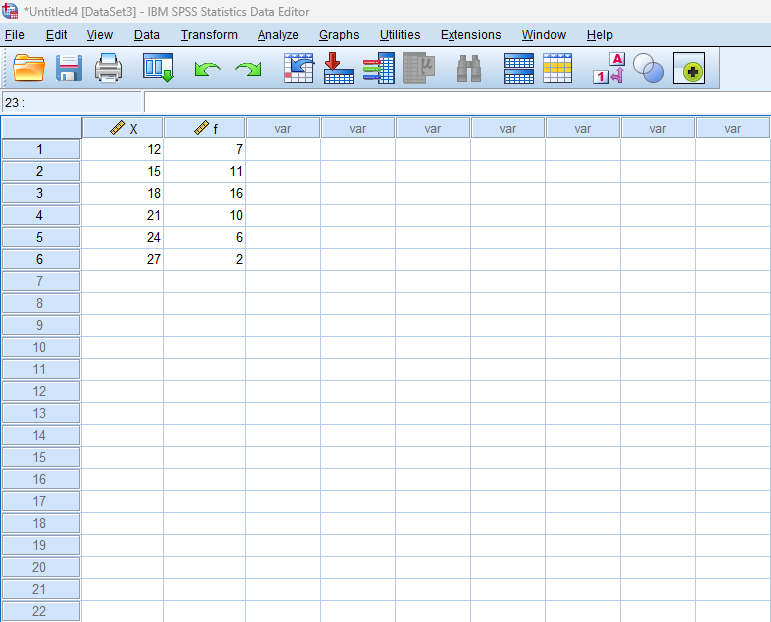 *Untitled4 [DataSet3] - IBM SPSS Statistics Data Editor
File Edit View Data Transform Analyze Graphs Utilities Extensions Window Help
A
1
μ
23 :
X f var var var var var var var
1 12 7
2 15 11
3 18 16
4 21 10
5 24 6
6 27 2
7
8
9
10
11
12
13
14
15
16
17
18
19
20
21
22